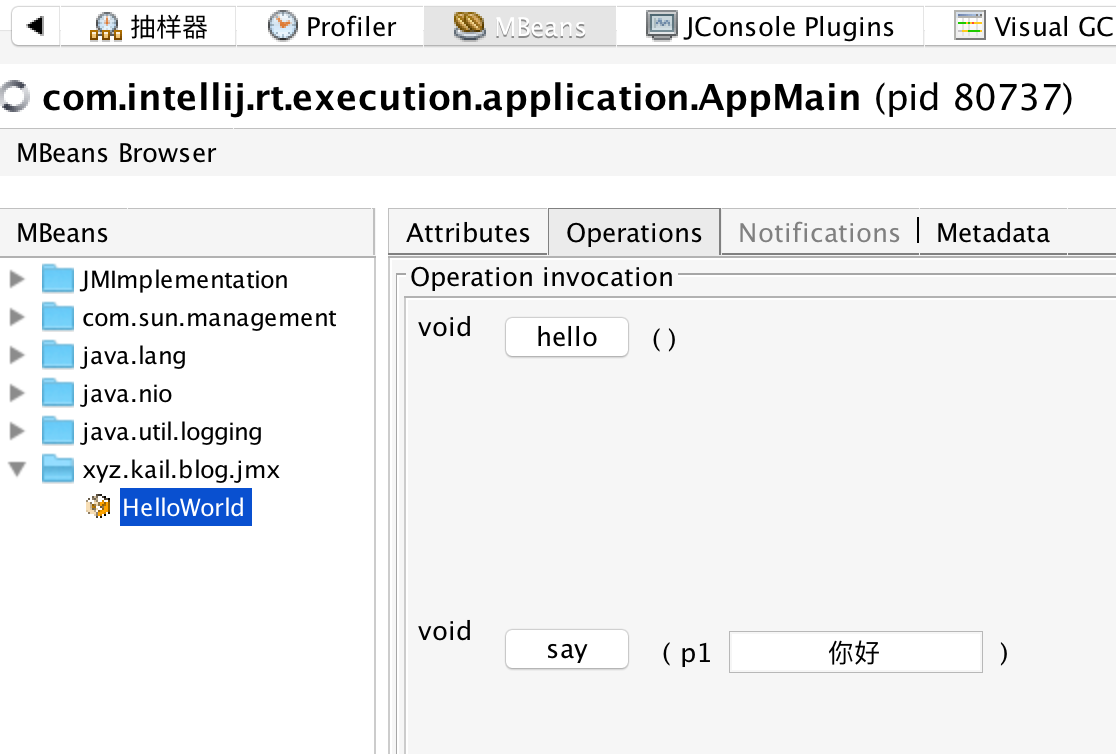 抽样器 Profiler MBeans JConsole Plugins Visual GC
com.intellij.rt.execution.application.AppMain (pid 80737)
MBeans Browser
MBeans
JMImplementation
com.sun.management
java.lang
java.nio
java.util.logging
xyz.kail.blog.jmx
HelloWorld
Attributes Operations Notifications Metadata
Operation invocation
void hello ( )
void say ( p1 你好 )